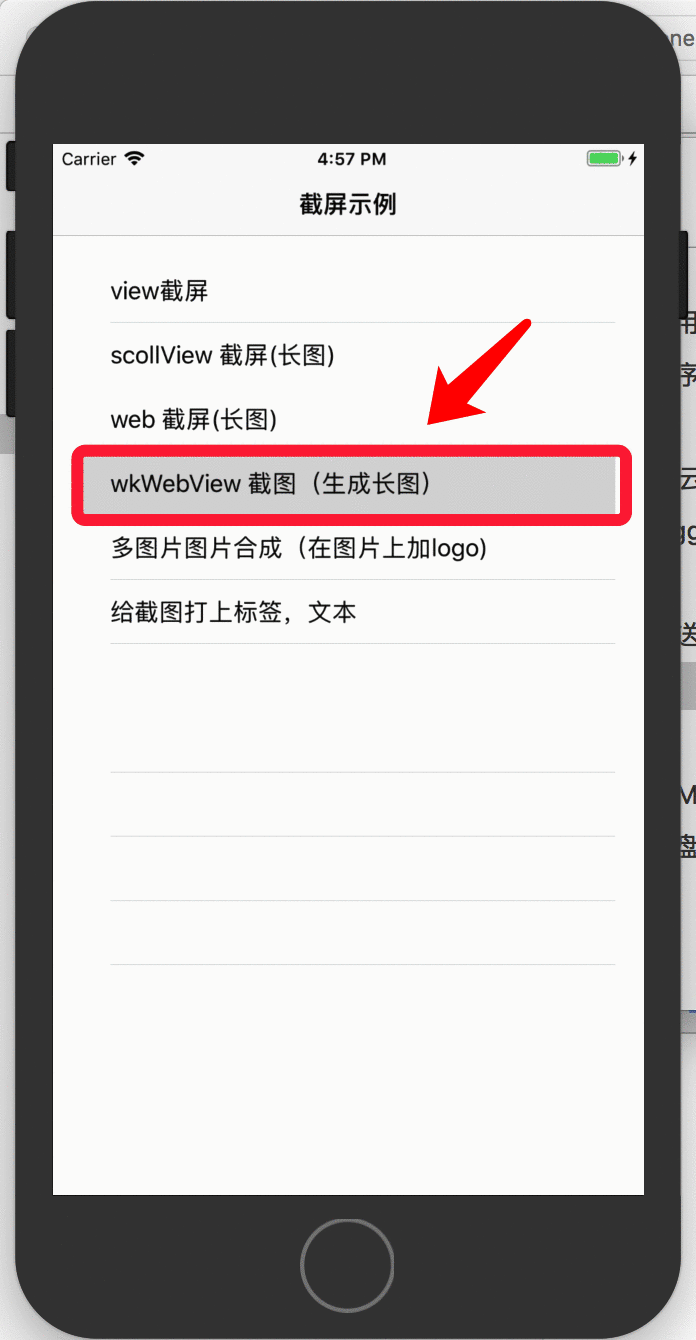 ne
Carrier 4:57 PM
截屏示例
view截屏
scollView 截屏(长图)
web 截屏(长图)
wkWebView 截图（生成长图）
多图片图片合成（在图片上加logo)
给截图打上标签，文本